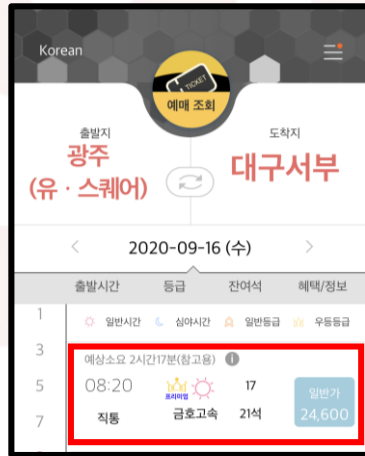 Korean
TICKET
예매 조회
출발지
광주
(유 · 스퀘어)
도착지
대구서부
2020-09-16 (수)
출발시간 등급 잔여석 혜택/정보
1
일반시간 심야시간 일반등급 우등등급
3
예상소요 2시간17분(참고용)
5
08:20 프리미엄 17 일반가
7
직통 금호고속 21석 24,600